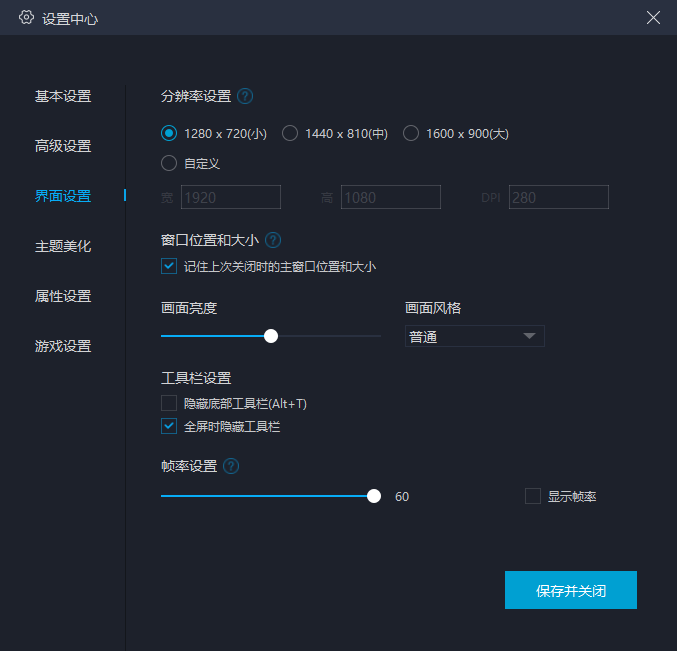 设置中心
基本设置
高级设置
界面设置
主题美化
属性设置
游戏设置
分辨率设置 ?
1280 x 720(小) 1440 x 810(中) 1600 x 900(大)
自定义
宽 1920 高 1080 DPI 280
窗口位置和大小 ?
记住上次关闭时的主窗口位置和大小
画面亮度 画面风格
普通
工具栏设置
隐藏底部工具栏(Alt+T)
全屏时隐藏工具栏
帧率设置 ?
60 显示帧率
保存并关闭